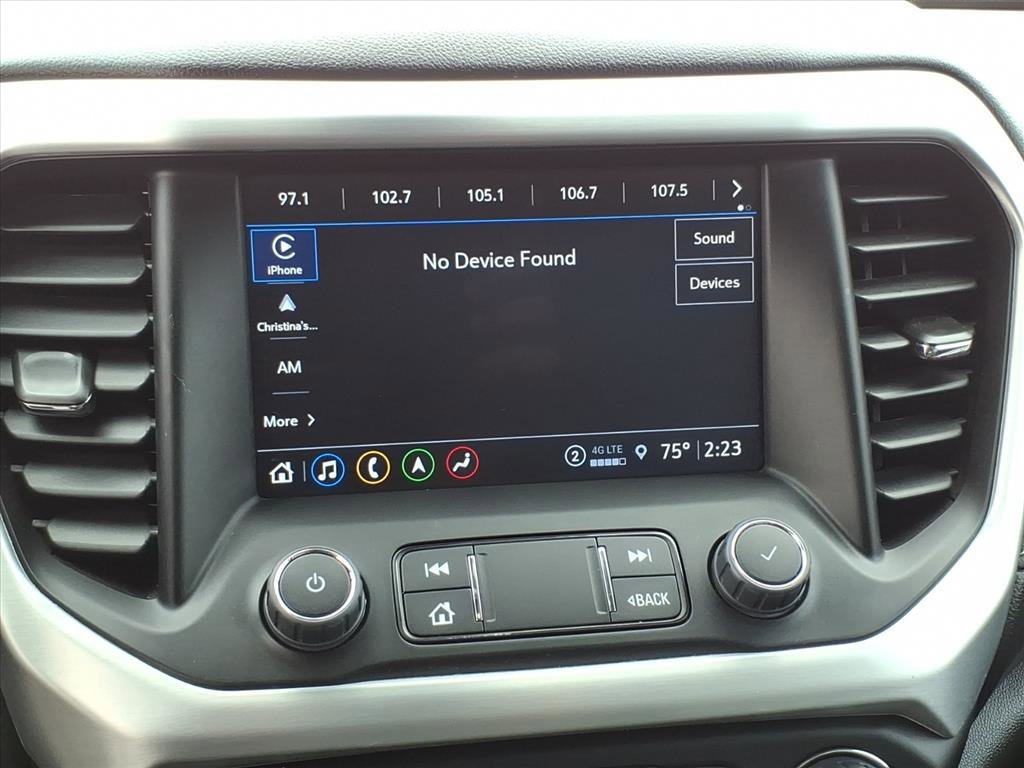 97.1 102.7 105.1 106.7 107.5
iPhone
No Device Found
Sound
Christina's...
Devices
AM
More
2 4G LTE 75° 2:23
BACK